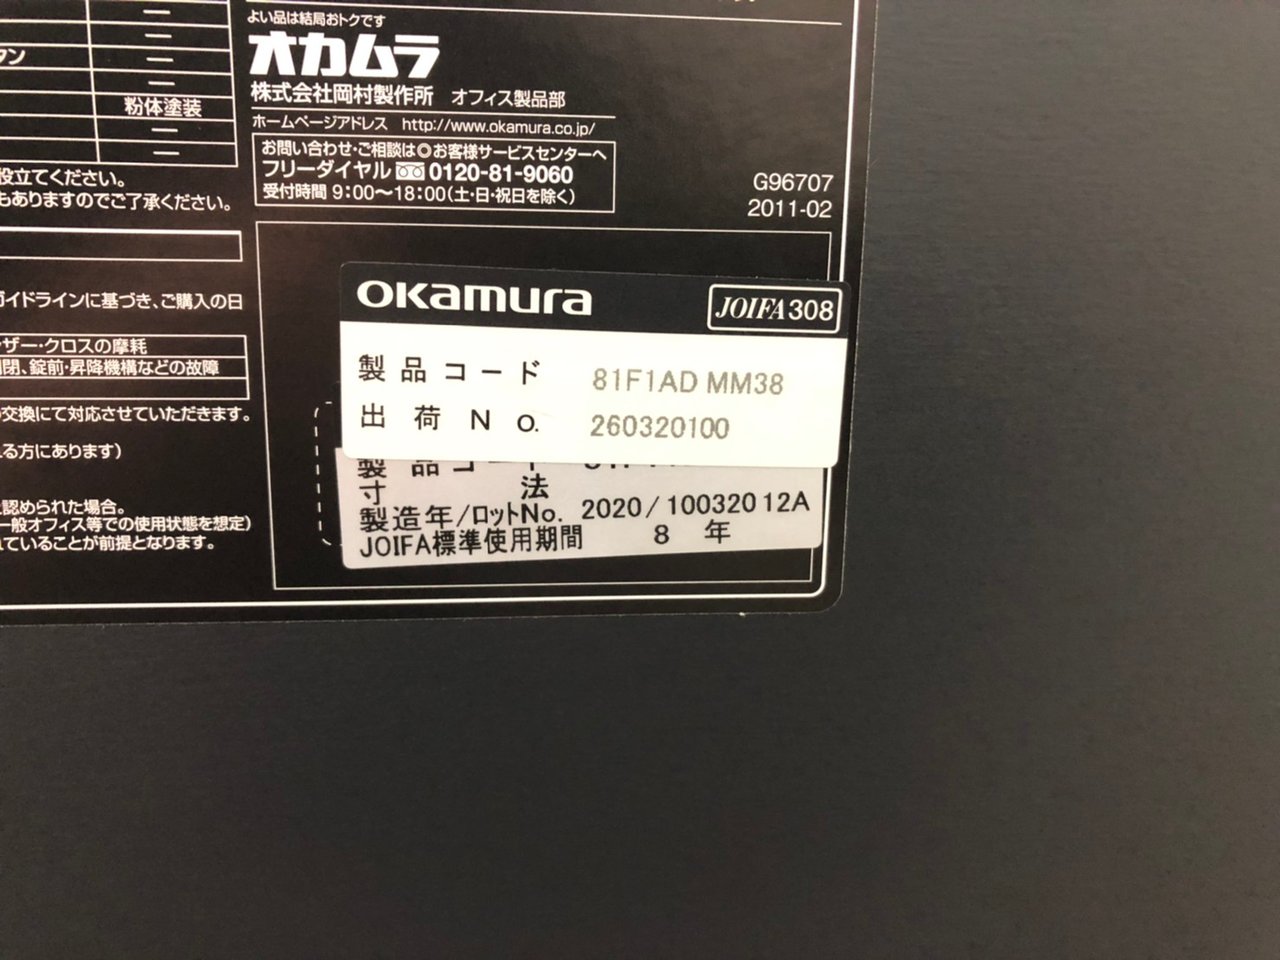 よい品は結局おトクです
オカムラ
株式会社岡村製作所 オフィス製品部
ホームページアドレス http://www.okamura.co.jp/
お問い合わせ・ご相談は◎お客様サービスセンターへ
フリーダイヤル 0120-81-9060
受付時間 9:00〜18:00(土・日・祝日を除く)
G96707
2011-02
タン
—
—
—
—
粉体塗装
—
—
役立てください。
もありますのでご了承ください。
ガイドラインに基づき、ご購入の日
ザー・クロスの摩耗
閉、錠前・昇降機構などの故障
交換にて対応させていただきます。
る方にあります)
認められた場合。
一般オフィス等での使用状態を想定)
ていることが前提となります。
OKamura JOIFA308
製品コード 81F1AD MM38
出荷No. 260320100
製品コード
寸法
製造年/ロットNo. 2020/10032012A
JOIFA標準使用期間 8年